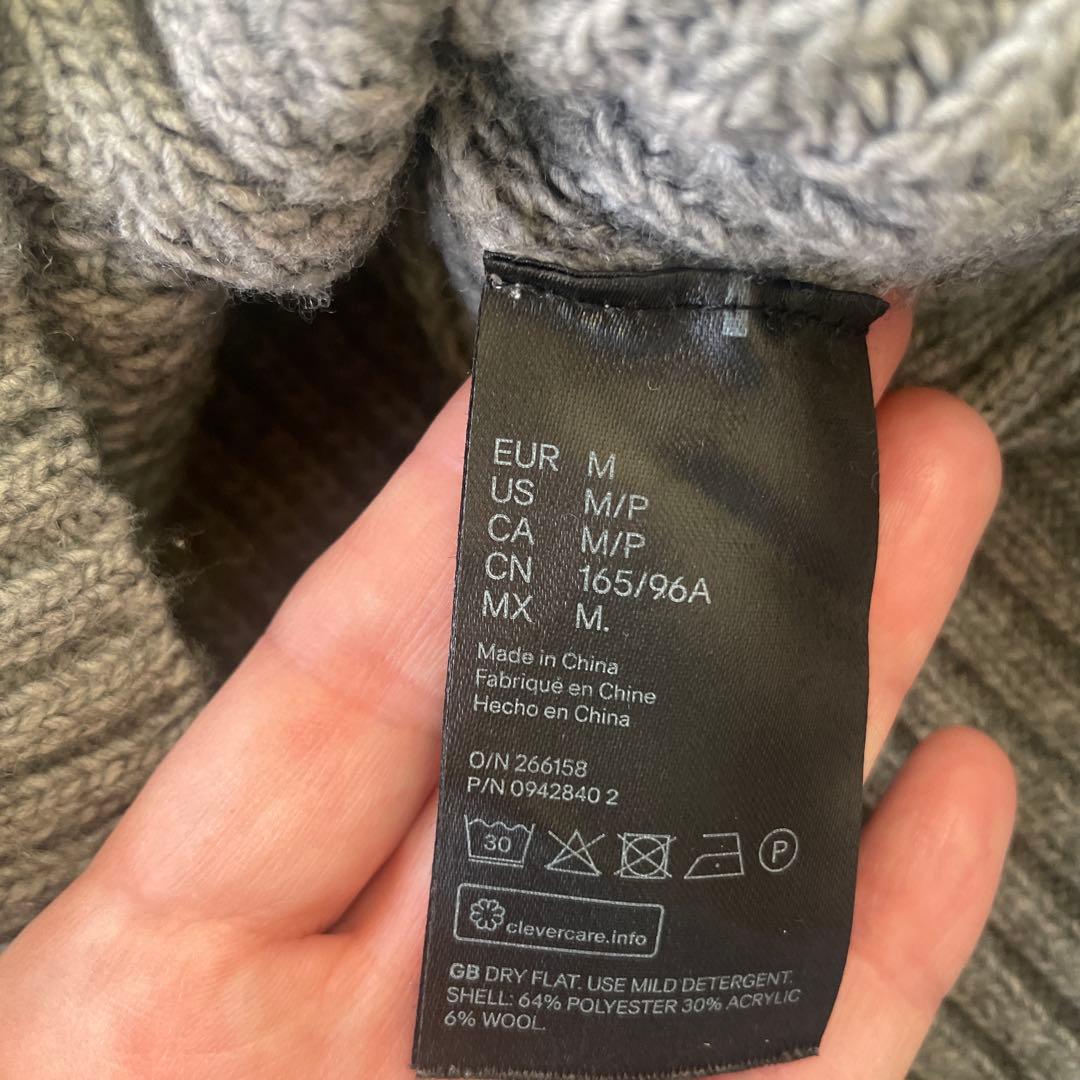 EUR M
US M/P
CA M/P
CN 165/96A
MX M.
Made in China
Fabriqué en Chine
Hecho en China
O/N 266158
P/N 0942840 2
30 P
clevercare.info
GB DRY FLAT. USE MILD DETERGENT.
SHELL: 64% POLYESTER 30% ACRYLIC
6% WOOL.